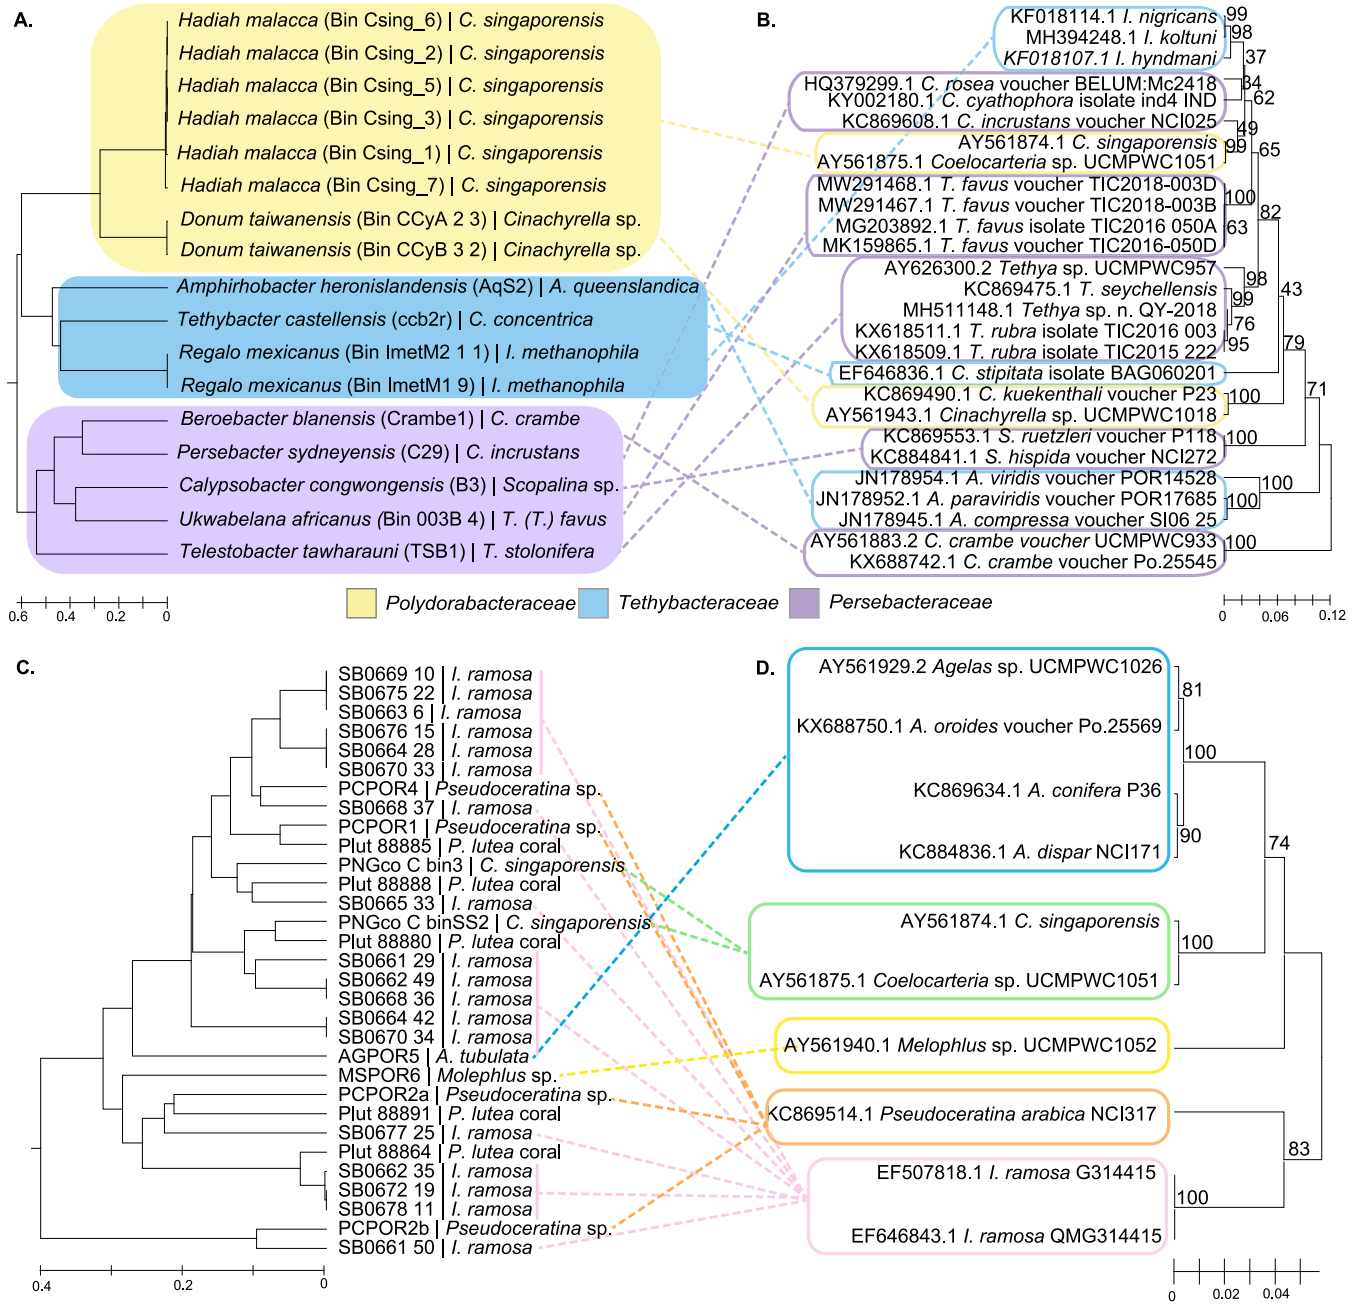 A.
Hadiah malacca (Bin Csing_6) | C. singaporensis
Hadiah malacca (Bin Csing_2) | C. singaporensis
Hadiah malacca (Bin Csing_5) | C. singaporensis
Hadiah malacca (Bin Csing_3) | C. singaporensis
Hadiah malacca (Bin Csing_1) | C. singaporensis
Hadiah malacca (Bin Csing_7) | C. singaporensis
Donum taiwanensis (Bin CCyA 2 3) | Cinachyrella sp.
Donum taiwanensis (Bin CCyB 3 2) | Cinachyrella sp.
Amphirhobacter heronislandensis (AqS2) | A. queenslandica
Tethybacter castellensis (ccb2r) | C. concentrica
Regalo mexicanus (Bin ImetM2 1 1) | I. methanophila
Regalo mexicanus (Bin ImetM1 9) | I. methanophila
Beroebacter blanensis (Crambe1) | C. crambe
Persebacter sydneyensis (C29) | C. incrustans
Calypsobacter congwongensis (B3) | Scopalina sp.
Ukwabelana africanus (Bin 003B 4) | T. (T.) favus
Telestobacter tawharauni (TSB1) | T. stolonifera
0.6 0.4 0.2 0
B.
KF018114.1 I. nigricans 99
MH394248.1 I. koltuni 98
KF018107.1 I. hyndmani 37
HQ379299.1 C. rosea voucher BELUM:Mc2418 34
KY002180.1 C. cyathophora isolate ind4 IND 62
KC869608.1 C. incrustans voucher NCI025 49
AY561874.1 C. singaporensis 99
AY561875.1 Coelocarteria sp. UCMPWC1051 65
MW291468.1 T. favus voucher TIC2018-003D 100
MW291467.1 T. favus voucher TIC2018-003B 82
MG203892.1 T. favus isolate TIC2016 050A 63
MK159865.1 T. favus voucher TIC2016-050D
AY626300.2 Tethya sp. UCMPWC957 98
KC869475.1 T. seychellensis 99 43
MH511148.1 Tethya sp. n. QY-2018 76
KX618511.1 T. rubra isolate TIC2016 003 95 79
KX618509.1 T. rubra isolate TIC2015 222
EF646836.1 C. stipitata isolate BAG060201 71
KC869490.1 C. kuekenthali voucher P23 100
AY561943.1 Cinachyrella sp. UCMPWC1018
KC869553.1 S. ruetzleri voucher P118 100
KC884841.1 S. hispida voucher NCI272
JN178954.1 A. viridis voucher POR14528 100
JN178952.1 A. paraviridis voucher POR17685 100
JN178945.1 A. compressa voucher SI06 25
AY561883.2 C. crambe voucher UCMPWC933 100
KX688742.1 C. crambe voucher Po.25545
0 0.06 0.12
Polydorabacteraceae Tethybacteraceae Persebacteraceae
C.
SB0669 10 | I. ramosa
SB0675 22 | I. ramosa
SB0663 6 | I. ramosa
SB0676 15 | I. ramosa
SB0664 28 | I. ramosa
SB0670 33 | I. ramosa
PCPOR4 | Pseudoceratina sp.
SB0668 37 | I. ramosa
PCPOR1 | Pseudoceratina sp.
Plut 88885 | P. lutea coral
PNGco C bin3 | C. singaporensis
Plut 88888 | P. lutea coral
SB0665 33 | I. ramosa
PNGco C binSS2 | C. singaporensis
Plut 88880 | P. lutea coral
SB0661 29 | I. ramosa
SB0662 49 | I. ramosa
SB0668 36 | I. ramosa
SB0664 42 | I. ramosa
SB0670 34 | I. ramosa
AGPOR5 | A. tubulata
MSPOR6 | Molephlus sp.
PCPOR2a | Pseudoceratina sp.
Plut 88891 | P. lutea coral
SB0677 25 | I. ramosa
Plut 88864 | P. lutea coral
SB0662 35 | I. ramosa
SB0672 19 | I. ramosa
SB0678 11 | I. ramosa
PCPOR2b | Pseudoceratina sp.
SB0661 50 | I. ramosa
0.4 0.2 0
D.
AY561929.2 Agelas sp. UCMPWC1026
81
KX688750.1 A. oroides voucher Po.25569
100
KC869634.1 A. conifera P36
90 74
KC884836.1 A. dispar NCI171
AY561874.1 C. singaporensis
100
AY561875.1 Coelocarteria sp. UCMPWC1051
AY561940.1 Melophlus sp. UCMPWC1052
KC869514.1 Pseudoceratina arabica NCI317
83
EF507818.1 I. ramosa G314415
100
EF646843.1 I. ramosa QMG314415
0 0.02 0.04